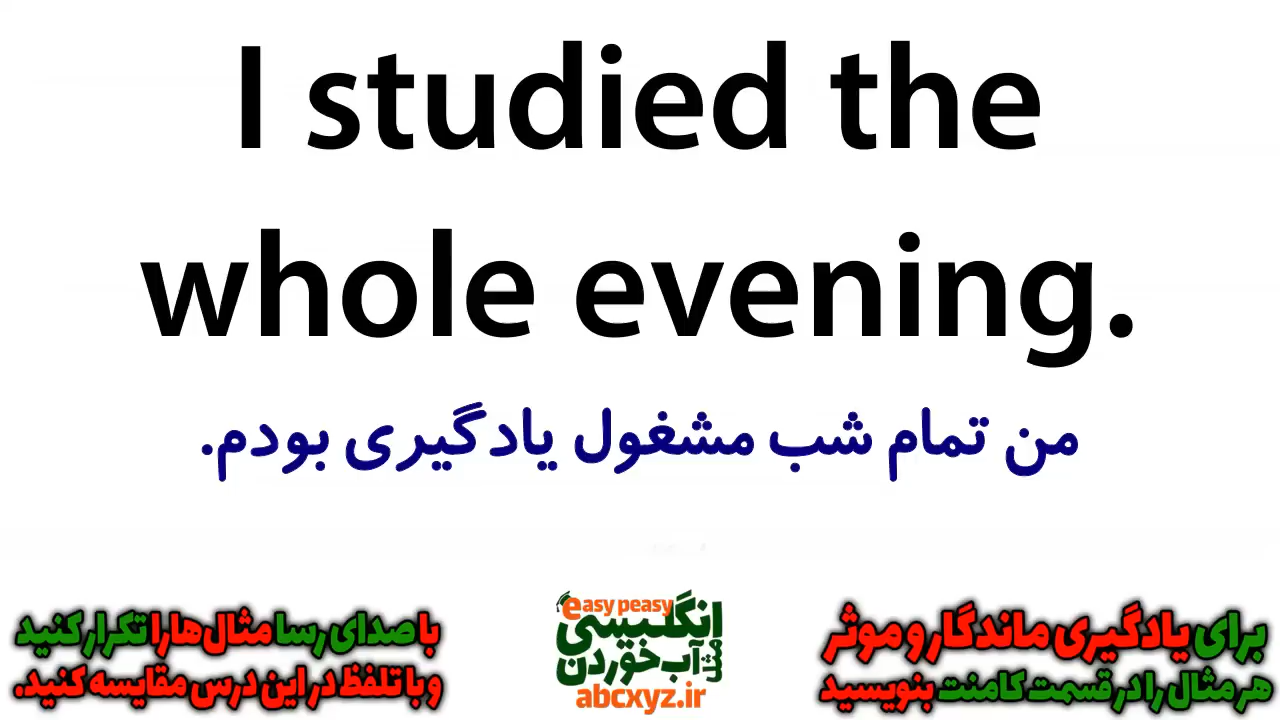 I studied the
whole evening.
من تمام شب مشغول یادگیری بودم.
برای یادگیری ماندگار و موثر
هر مثال را در قسمت کامنت بنویسید
easy peasy
انگلیسی
مثل آب خوردن
abcxyz.ir
با صدای رسا مثال‌ها را تکرار کنید
و با تلفظ در این درس مقایسه کنید.